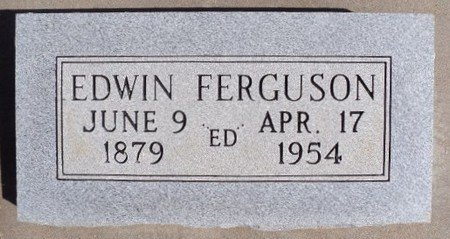 EDWIN FERGUSON
JUNE 9 "ED" APR. 17
1879 1954